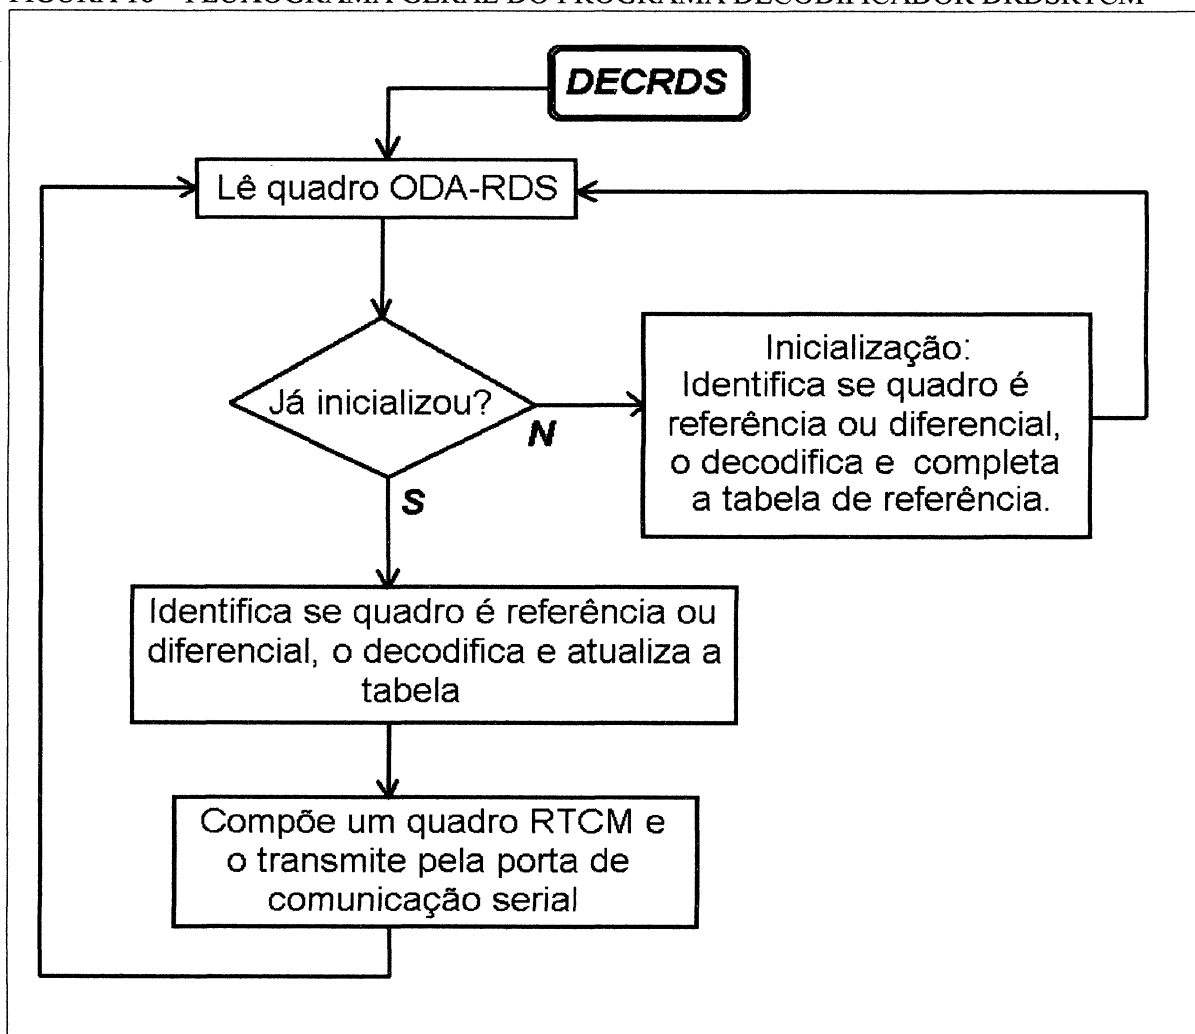 DECRDS
Lê quadro ODA-RDS
Já inicializou?
N
S
Inicialização:
Identifica se quadro é
referência ou diferencial,
o decodifica e completa
a tabela de referência.
Identifica se quadro é referência ou
diferencial, o decodifica e atualiza a
tabela
Compõe um quadro RTCM e
o transmite pela porta de
comunicação serial